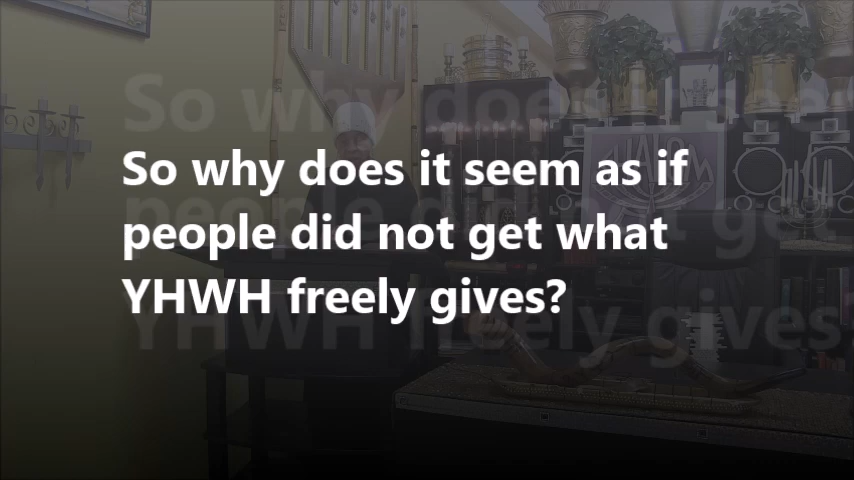 So why does it seem as if
people did not get what
YHWH freely gives?